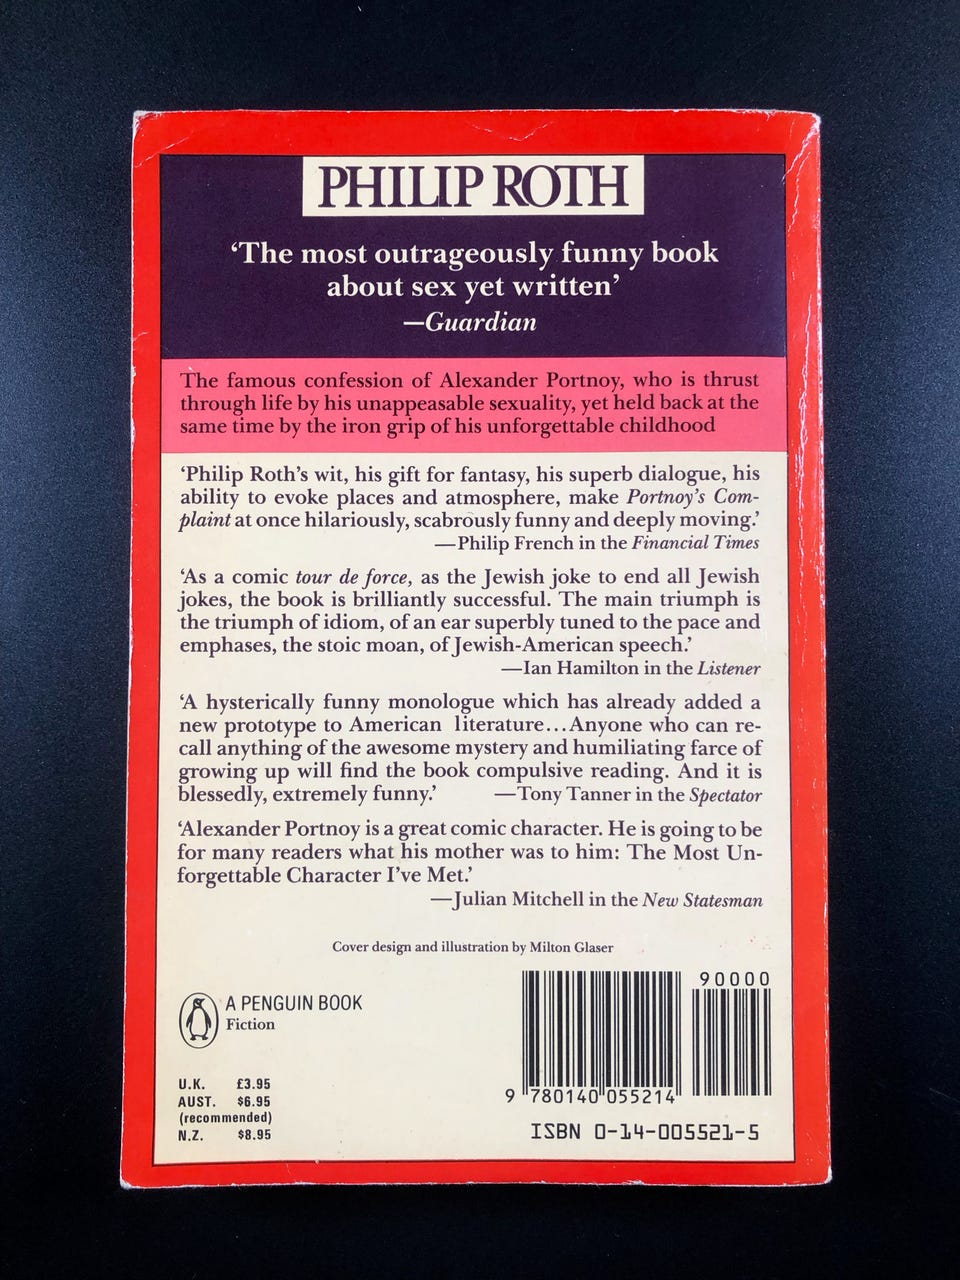 PHILIP ROTH
‘The most outrageously funny book
about sex yet written’
—Guardian
The famous confession of Alexander Portnoy, who is thrust
through life by his unappeasable sexuality, yet held back at the
same time by the iron grip of his unforgettable childhood
‘Philip Roth’s wit, his gift for fantasy, his superb dialogue, his
ability to evoke places and atmosphere, make Portnoy’s Com-
plaint at once hilariously, scabrously funny and deeply moving.’
—Philip French in the Financial Times
‘As a comic tour de force, as the Jewish joke to end all Jewish
jokes, the book is brilliantly successful. The main triumph is
the triumph of idiom, of an ear superbly tuned to the pace and
emphases, the stoic moan, of Jewish-American speech.’
—Ian Hamilton in the Listener
‘A hysterically funny monologue which has already added a
new prototype to American literature...Anyone who can re-
call anything of the awesome mystery and humiliating farce of
growing up will find the book compulsive reading. And it is
blessedly, extremely funny.’ —Tony Tanner in the Spectator
‘Alexander Portnoy is a great comic character. He is going to be
for many readers what his mother was to him: The Most Un-
forgettable Character I’ve Met.’
—Julian Mitchell in the New Statesman
Cover design and illustration by Milton Glaser
A PENGUIN BOOK
Fiction
U.K. £3.95
AUST. $6.95
(recommended)
N.Z. $8.95
90000
9 780140 055214
ISBN 0-14-005521-5